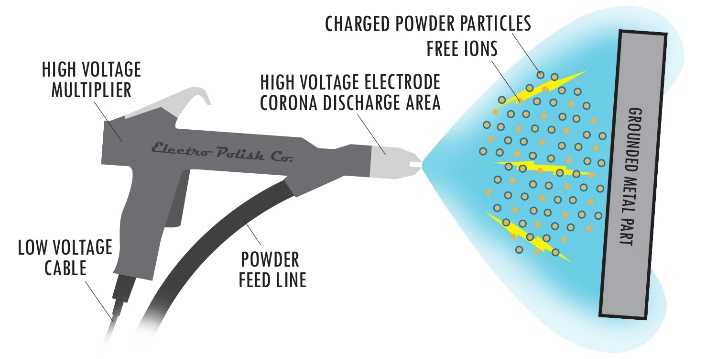 CHARGED POWDER PARTICLES
FREE IONS
HIGH VOLTAGE
MULTIPLIER
HIGH VOLTAGE ELECTRODE
CORONA DISCHARGE AREA
Electro Polish Co.
GROUNDED METAL PART
LOW VOLTAGE
CABLE
POWDER
FEED LINE